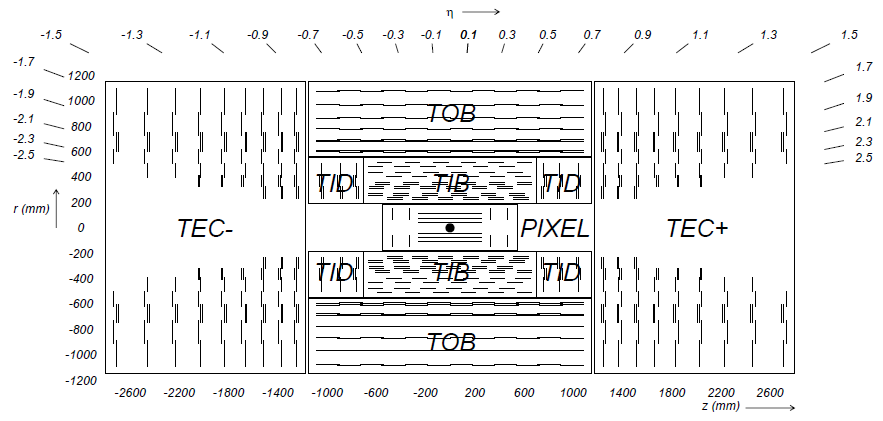 η
-1.5 -1.3 -1.1 -0.9 -0.7 -0.5 -0.3 -0.1 0.1 0.3 0.5 0.7 0.9 1.1 1.3 1.5
-1.7 1.7
1200
-1.9 1000 1.9
-2.1 800 2.1
-2.3 600 2.3
-2.5 2.5
TOB
400
TID TIB TID
200
r (mm)
0
TEC- PIXEL TEC+
-200
-400
TID TIB TID
-600
-800
TOB
-1000
-1200
-2600 -2200 -1800 -1400 -1000 -600 -200 200 600 1000 1400 1800 2200 2600
z (mm)